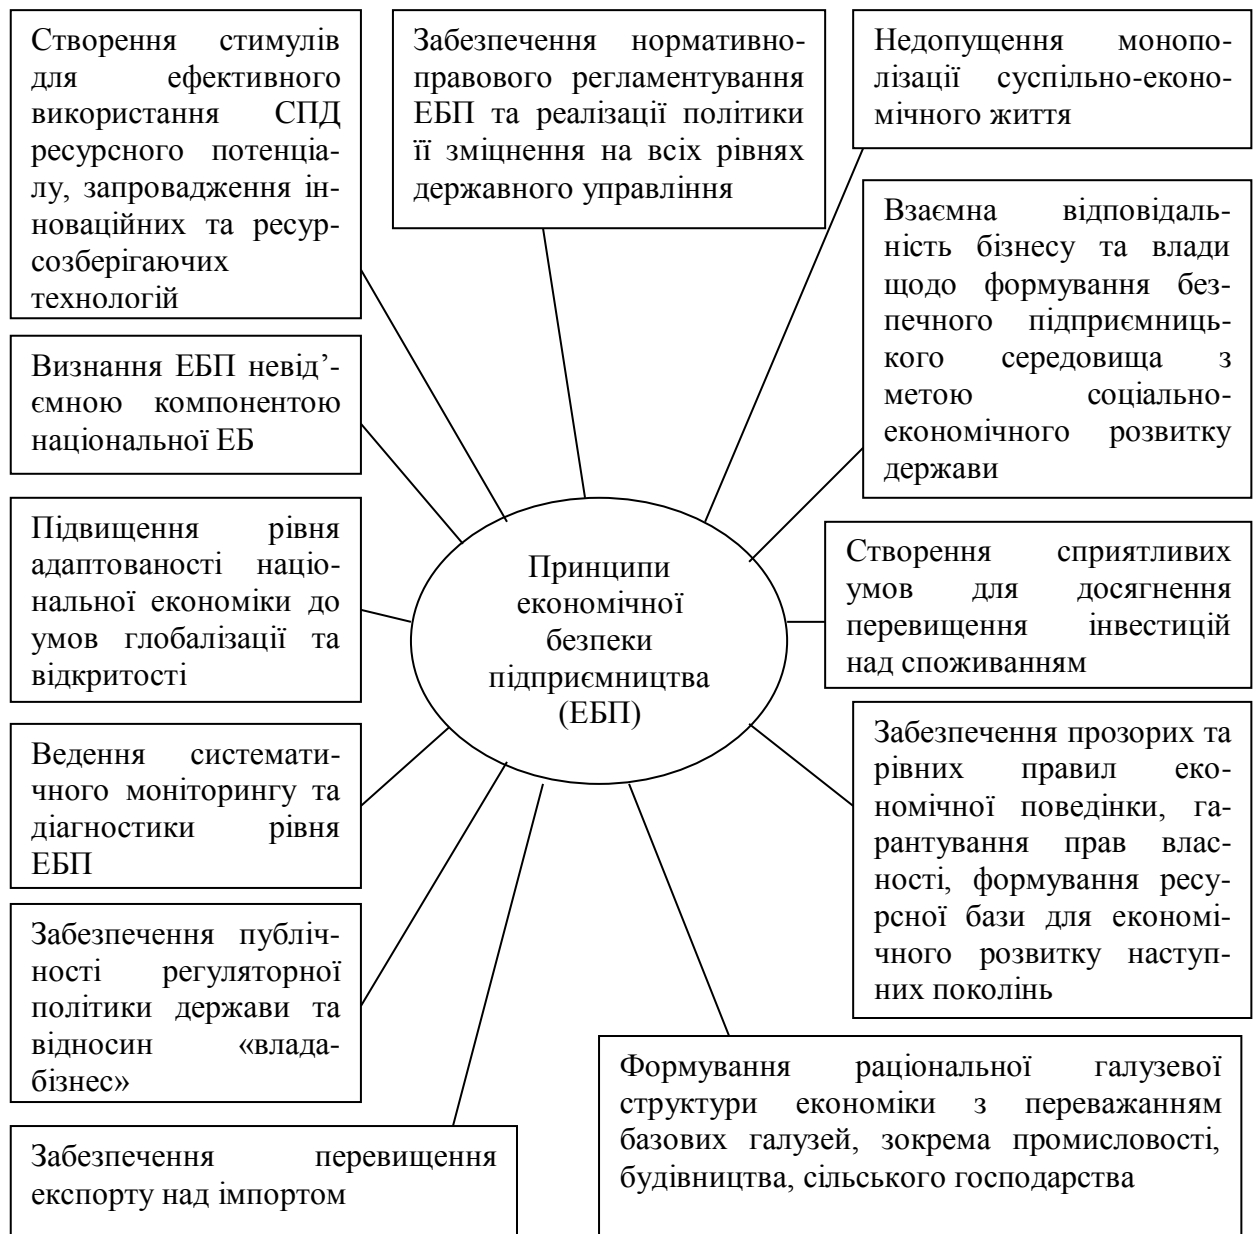 Створення стимулів
для ефективного
використання СПД
ресурсного потенціа-
лу, запровадження ін-
новаційних та ресур-
созберігаючих
технологій
Забезпечення нормативно-
правового регламентування
ЕБП та реалізації політики
її зміцнення на всіх рівнях
державного управління
Недопущення монопо-
лізації суспільно-еконо-
мічного життя
Взаємна відповідаль-
ність бізнесу та влади
щодо формування без-
печного підприємниць-
кого середовища з
метою соціально-
економічного розвитку
держави
Визнання ЕБП невід’-
ємною компонентою
національної ЕБ
Підвищення рівня
адаптованості націо-
нальної економіки до
умов глобалізації та
відкритості
Принципи
економічної
безпеки
підприємництва
(ЕБП)
Створення сприятливих
умов для досягнення
перевищення інвестицій
над споживанням
Ведення системати-
чного моніторингу та
діагностики рівня
ЕБП
Забезпечення прозорих та
рівних правил еко-
номічної поведінки, га-
рантування прав влас-
ності, формування ресу-
рсної бази для економі-
чного розвитку наступ-
них поколінь
Забезпечення публіч-
ності регуляторної
політики держави та
відносин «влада-
бізнес»
Забезпечення перевищення
експорту над імпортом
Формування раціональної галузевої
структури економіки з переважанням
базових галузей, зокрема промисловості,
будівництва, сільського господарства